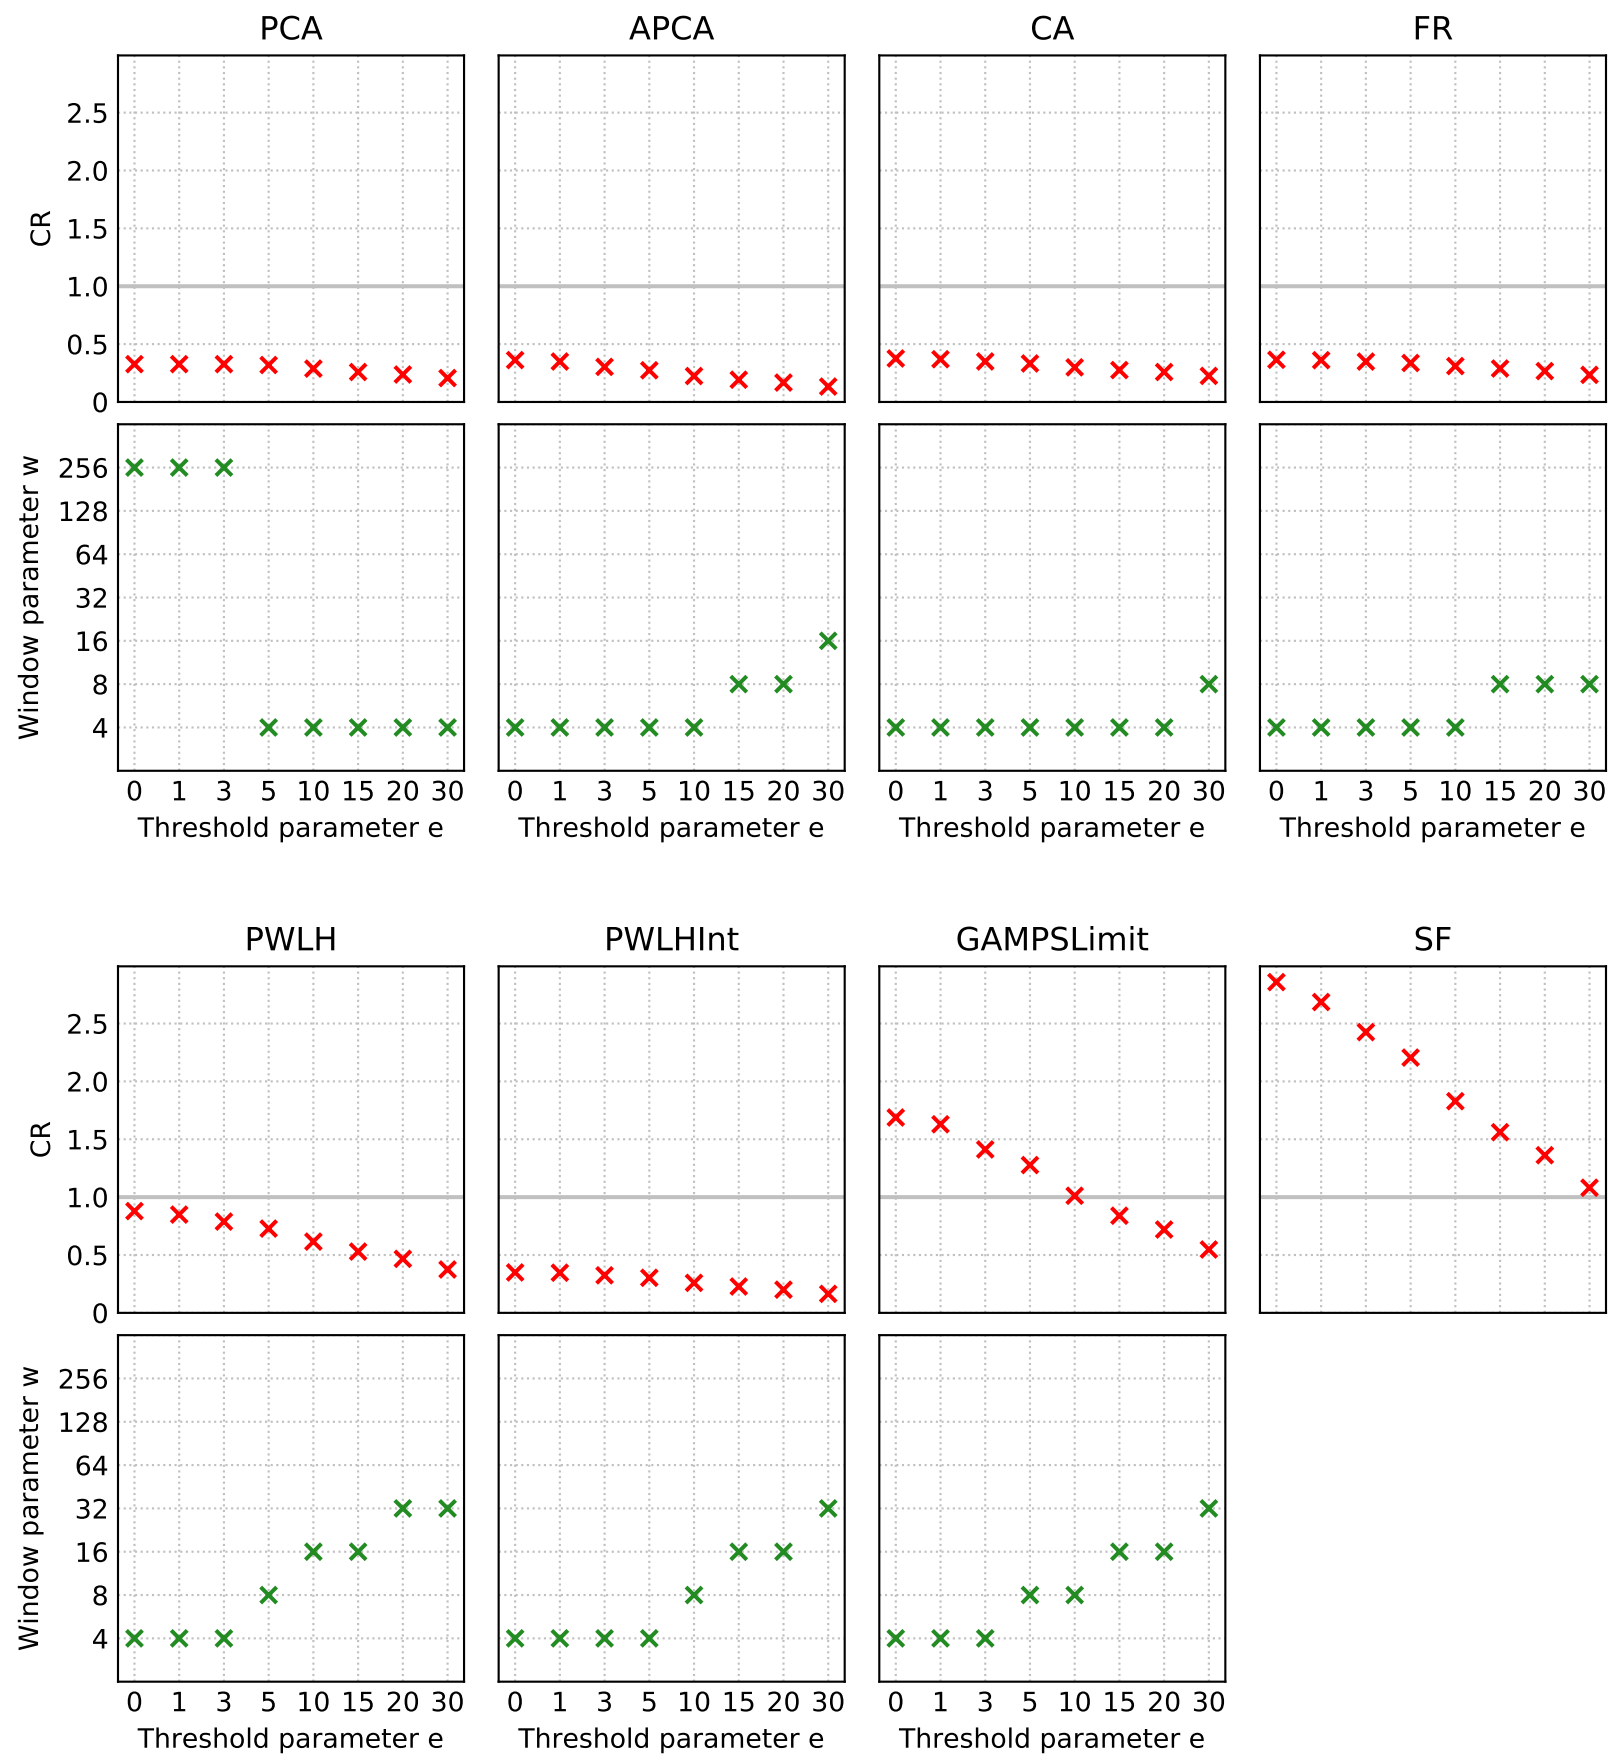 PCA APCA CA FR
CR
2.5
2.0
1.5
1.0
0.5
0
Window parameter w
256
128
64
32
16
8
4
0 1 3 5 10 15 20 30 0 1 3 5 10 15 20 30 0 1 3 5 10 15 20 30 0 1 3 5 10 15 20 30
Threshold parameter e Threshold parameter e Threshold parameter e Threshold parameter e
PWLH PWLHInt GAMPSLimit SF
CR
2.5
2.0
1.5
1.0
0.5
0
Window parameter w
256
128
64
32
16
8
4
0 1 3 5 10 15 20 30 0 1 3 5 10 15 20 30 0 1 3 5 10 15 20 30
Threshold parameter e Threshold parameter e Threshold parameter e